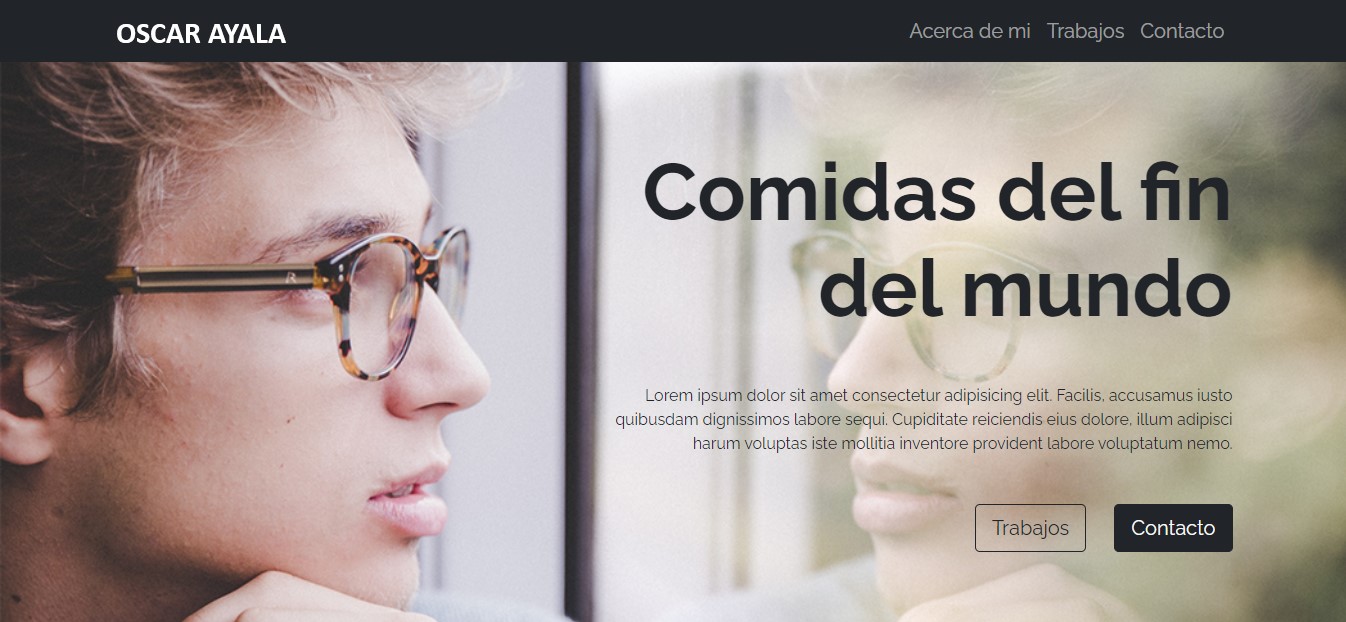 OSCAR AYALA
Acerca de mi Trabajos Contacto
Comidas del fin
del mundo
Lorem ipsum dolor sit amet consectetur adipisicing elit. Facilis, accusamus iusto
quibusdam dignissimos labore sequi. Cupiditate reiciendis eius dolore, illum adipisci
harum voluptas iste mollitia inventore provident labore voluptatum nemo.
Trabajos Contacto